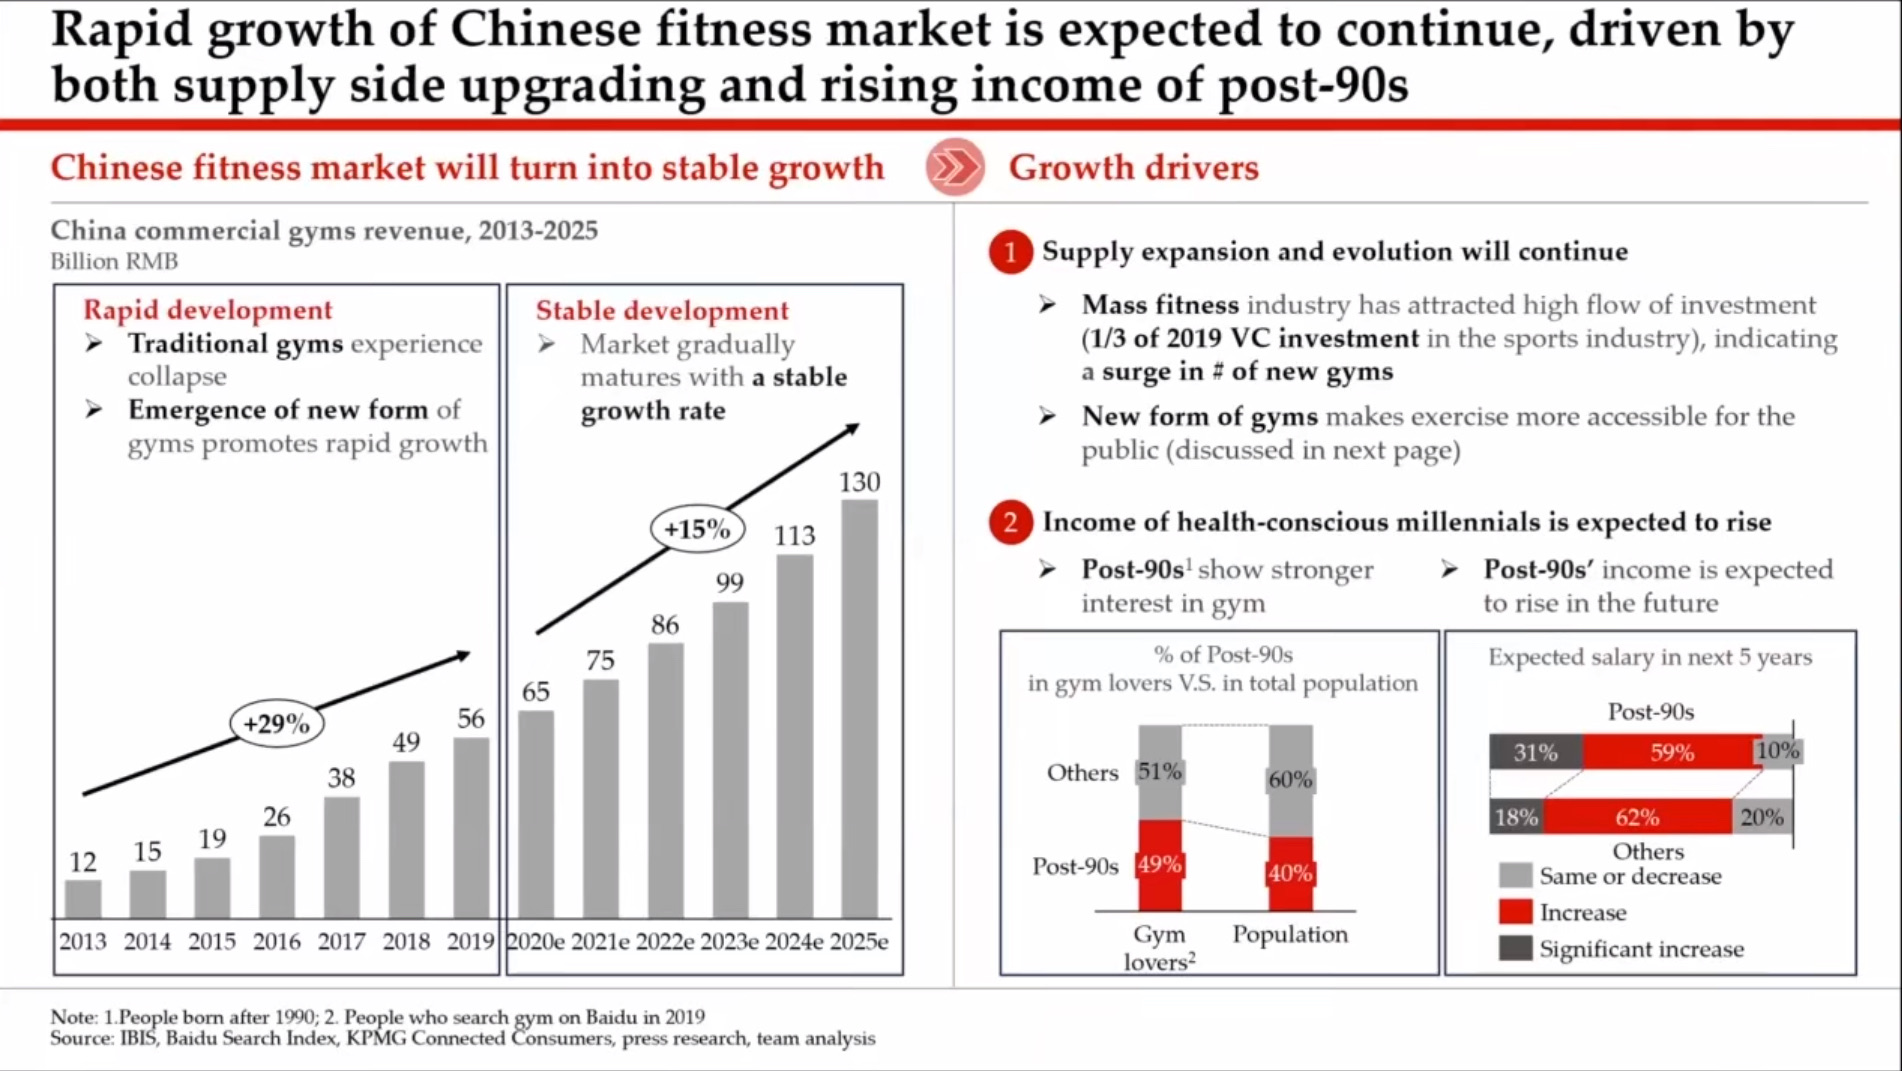 Rapid growth of Chinese fitness market is expected to continue, driven by
both supply side upgrading and rising income of post-90s
Chinese fitness market will turn into stable growth
Growth drivers
China commercial gyms revenue, 2013-2025
Billion RMB
Rapid development
➢ Traditional gyms experience
collapse
➢ Emergence of new form of
gyms promotes rapid growth
+29%
12
15
19
26
38
49
56
2013
2014
2015
2016
2017
2018
2019
Stable development
➢ Market gradually
matures with a stable
growth rate
+15%
65
75
86
99
113
130
2020e
2021e
2022e
2023e
2024e
2025e
1 Supply expansion and evolution will continue
➢ Mass fitness industry has attracted high flow of investment
(1/3 of 2019 VC investment in the sports industry), indicating
a surge in # of new gyms
➢ New form of gyms makes exercise more accessible for the
public (discussed in next page)
2 Income of health-conscious millennials is expected to rise
➢ Post-90s¹ show stronger
interest in gym
➢ Post-90s’ income is expected
to rise in the future
% of Post-90s
in gym lovers V.S. in total population
Others
51%
60%
Post-90s
49%
40%
Gym
lovers²
Population
Expected salary in next 5 years
Post-90s
31%
59%
10%
18%
62%
20%
Others
Same or decrease
Increase
Significant increase
Note: 1.People born after 1990; 2. People who search gym on Baidu in 2019
Source: IBIS, Baidu Search Index, KPMG Connected Consumers, press research, team analysis